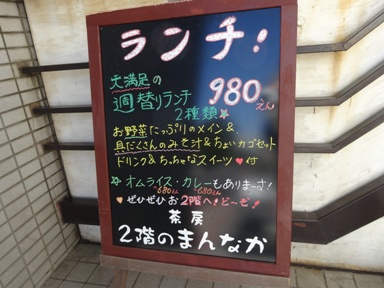 ランチ!
大満足の
週替りランチ 980えん
2種類
お野菜たっぷりのメイン&
具だくさんのみそ汁&ちょいカゴセット
ドリンク&ちっちゃなスイーツ♥付
☆オムライス・カレーもありまーす!
680えん 680えん
♥ぜひぜひお2階へ!ど〜ぞ!
茶房
2階のまんなか